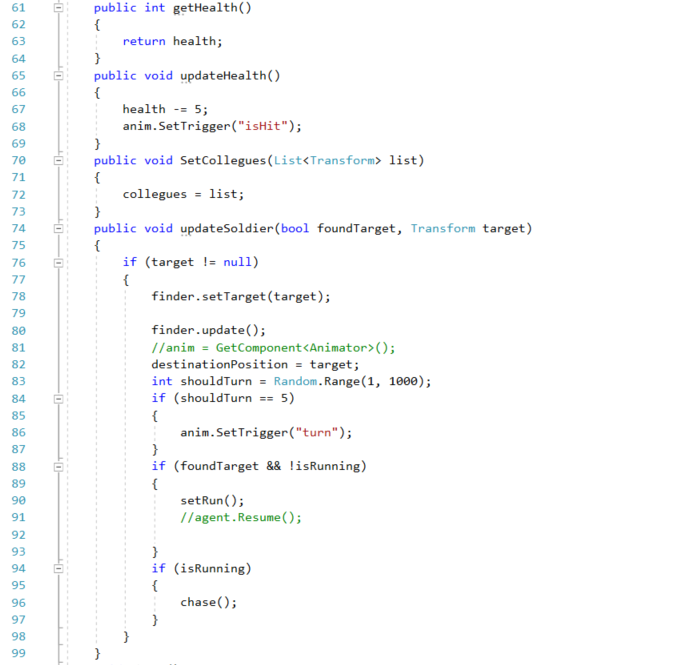 61 public int getHealth()
62 {
63 return health;
64 }
65 public void updateHealth()
66 {
67 health -= 5;
68 anim.SetTrigger("isHit");
69 }
70 public void SetCollegues(List<Transform> list)
71 {
72 collegues = list;
73 }
74 public void updateSoldier(bool foundTarget, Transform target)
75 {
76 if (target != null)
77 {
78 finder.setTarget(target);
79
80 finder.update();
81 //anim = GetComponent<Animator>();
82 destinationPosition = target;
83 int shouldTurn = Random.Range(1, 1000);
84 if (shouldTurn == 5)
85 {
86 anim.SetTrigger("turn");
87 }
88 if (foundTarget && !isRunning)
89 {
90 setRun();
91 //agent.Resume();
92
93 }
94 if (isRunning)
95 {
96 chase();
97 }
98 }
99 }